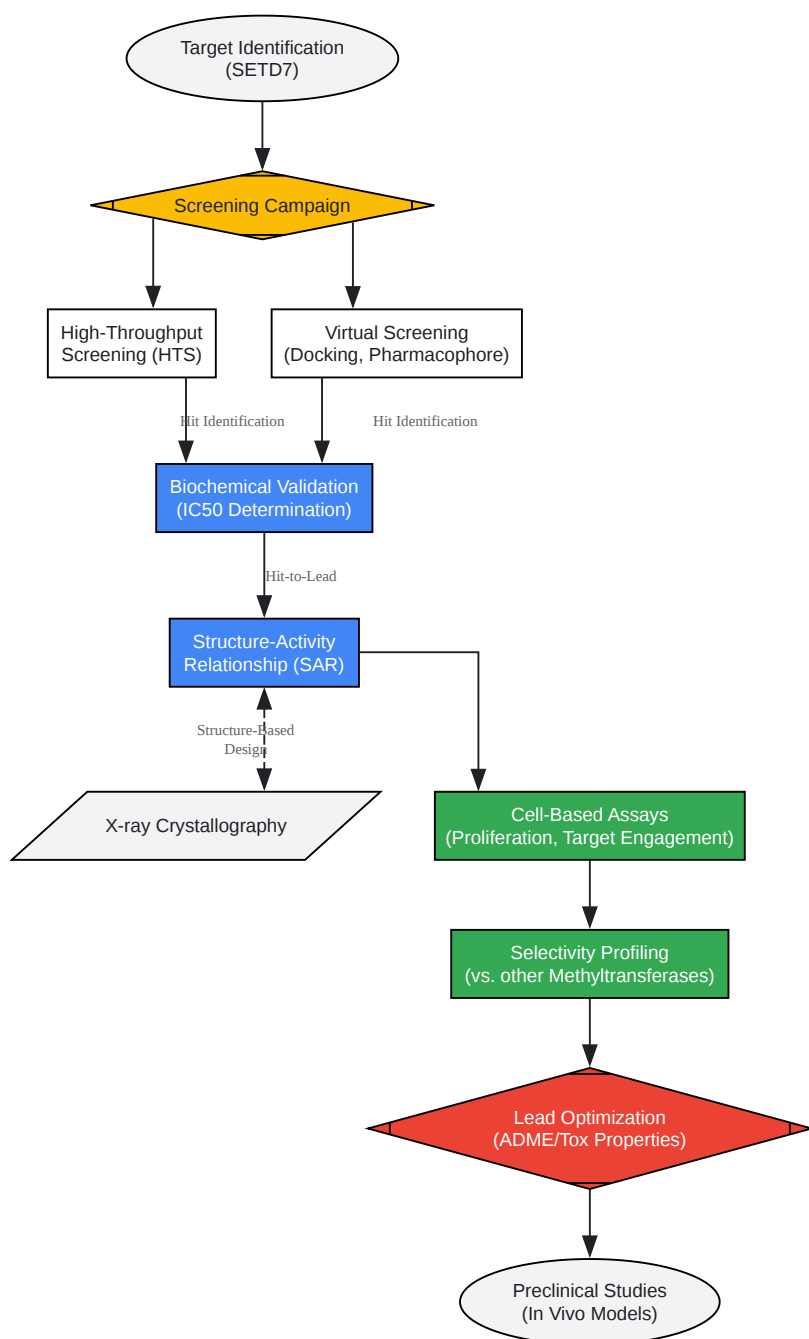 Target Identification
(SETD7)
Screening Campaign
High-Throughput
Screening (HTS)
Virtual Screening
(Docking, Pharmacophore)
Hit Identification
Hit Identification
Biochemical Validation
(IC50 Determination)
Hit-to-Lead
Structure-Activity
Relationship (SAR)
Structure-Based
Design
X-ray Crystallography
Cell-Based Assays
(Proliferation, Target Engagement)
Selectivity Profiling
(vs. other Methyltransferases)
Lead Optimization
(ADME/Tox Properties)
Preclinical Studies
(In Vivo Models)